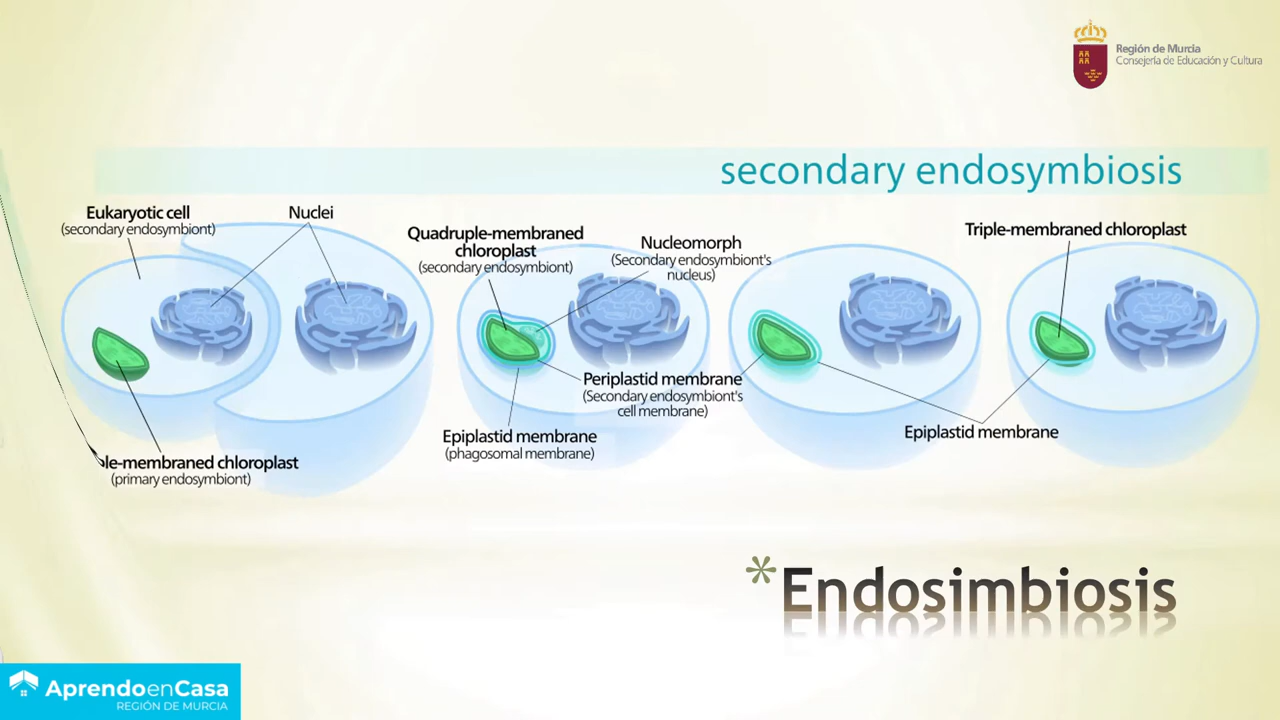 Región de Murcia
Consejería de Educación y Cultura
secondary endosymbiosis
Eukaryotic cell
(secondary endosymbiont)
Nuclei
Quadruple-membraned
chloroplast
(secondary endosymbiont)
Nucleomorph
(Secondary endosymbiont's
nucleus)
Triple-membraned chloroplast
Periplastid membrane
(Secondary endosymbiont's
cell membrane)
Epiplastid membrane
(phagosomal membrane)
Epiplastid membrane
le-membraned chloroplast
(primary endosymbiont)
*Endosimbiosis
AprendoenCasa
REGIÓN DE MURCIA